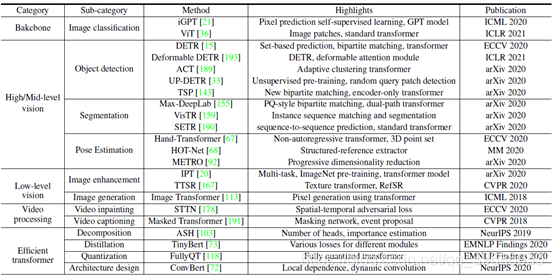 Category Sub-category Method Highlights Publication
Bakcbone Image classification iGPT [21] Pixel prediction self-supervised learning, GPT model ICML 2020
ViT [36] Image patches, standard transformer ICLR 2021
High/Mid-level vision Object detection DETR [15] Set-based prediction, bipartite matching, transformer ECCV 2020
Deformable DETR [193] DETR, deformable attention module ICLR 2021
ACT [189] Adaptive clustering transformer arXiv 2020
UP-DETR [33] Unsupervised pre-training, random query patch detection arXiv 2020
TSP [143] New bipartite matching, encoder-only transformer arXiv 2020
Segmentation Max-DeepLab [155] PQ-style bipartite matching, dual-path transformer arXiv 2020
VisTR [159] Instance sequence matching and segmentation arXiv 2020
SETR [190] sequence-to-sequence prediction, standard transformer arXiv 2020
Pose Estimation Hand-Transformer [67] Non-autoregressive transformer, 3D point set ECCV 2020
HOT-Net [68] Structured-reference extractor MM 2020
METRO [92] Progressive dimensionality reduction arXiv 2020
Low-level vision Image enhancement IPT [20] Multi-task, ImageNet pre-training, transformer model arXiv 2020
TTSR [167] Texture transformer, RefSR CVPR 2020
Image generation Image Transformer [113] Pixel generation using transformer ICML 2018
Video processing Video inpainting STTN [178] Spatial-temporal adversarial loss ECCV 2020
Video captioning Masked Transformer [191] Masking network, event proposal CVPR 2018
Efficient transformer Decomposition ASH [103] Number of heads, importance estimation NeurIPS 2019
Distillation TinyBert [73] Various losses for different modules EMNLP Findings 2020
Quantization FullyQT [118] Fully quantized transformer EMNLP Findings 2020
Architecture design ConvBert [72] Local dependence, dynamic convolution NeurIPS 2020